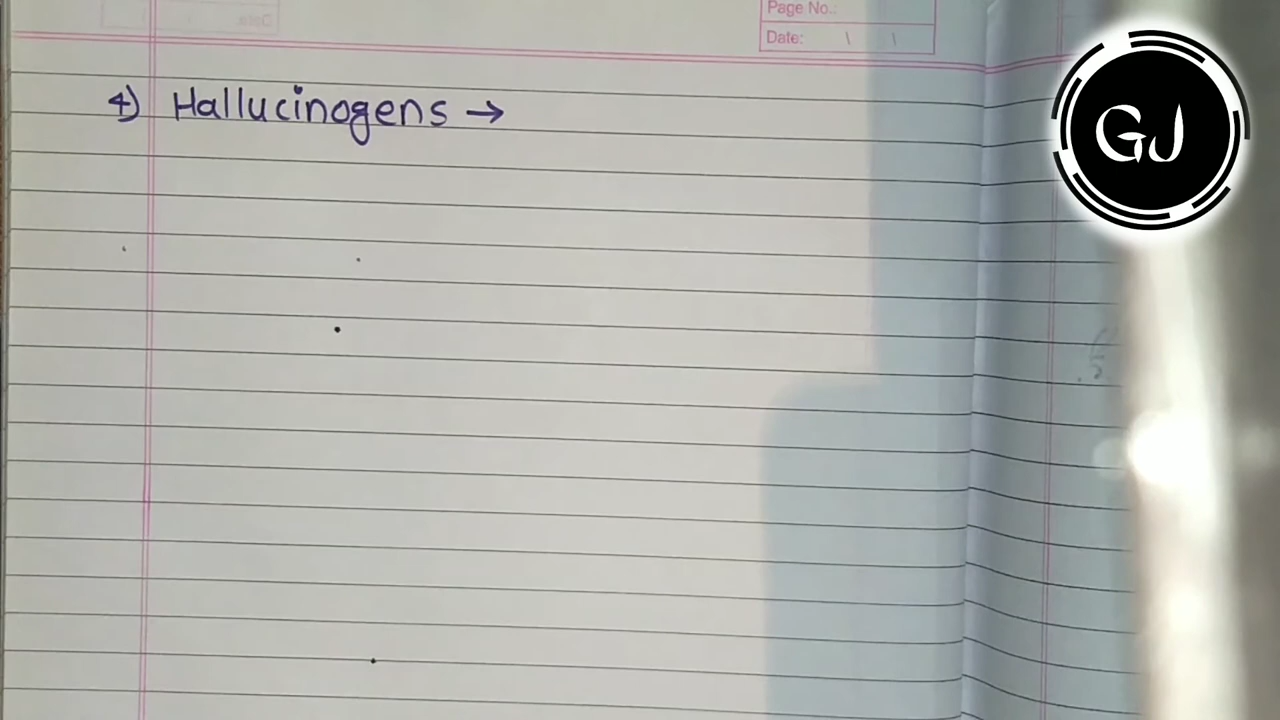 Page No.:
Date: \ \
4) Hallucinogens →
GJ